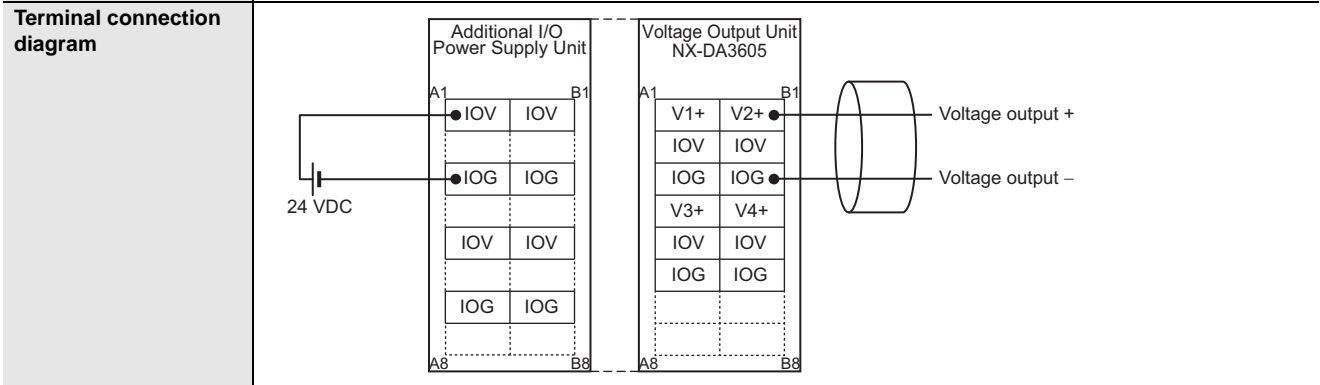 Terminal connection
diagram
Additional I/O
Power Supply Unit
A1 B1
IOV IOV
IOG IOG
IOV IOV
IOG IOG
A8 B8
24 VDC
Voltage Output Unit
NX-DA3605
A1 B1
V1+ V2+
IOV IOV
IOG IOG
V3+ V4+
IOV IOV
IOG IOG
A8 B8
Voltage output +
Voltage output −